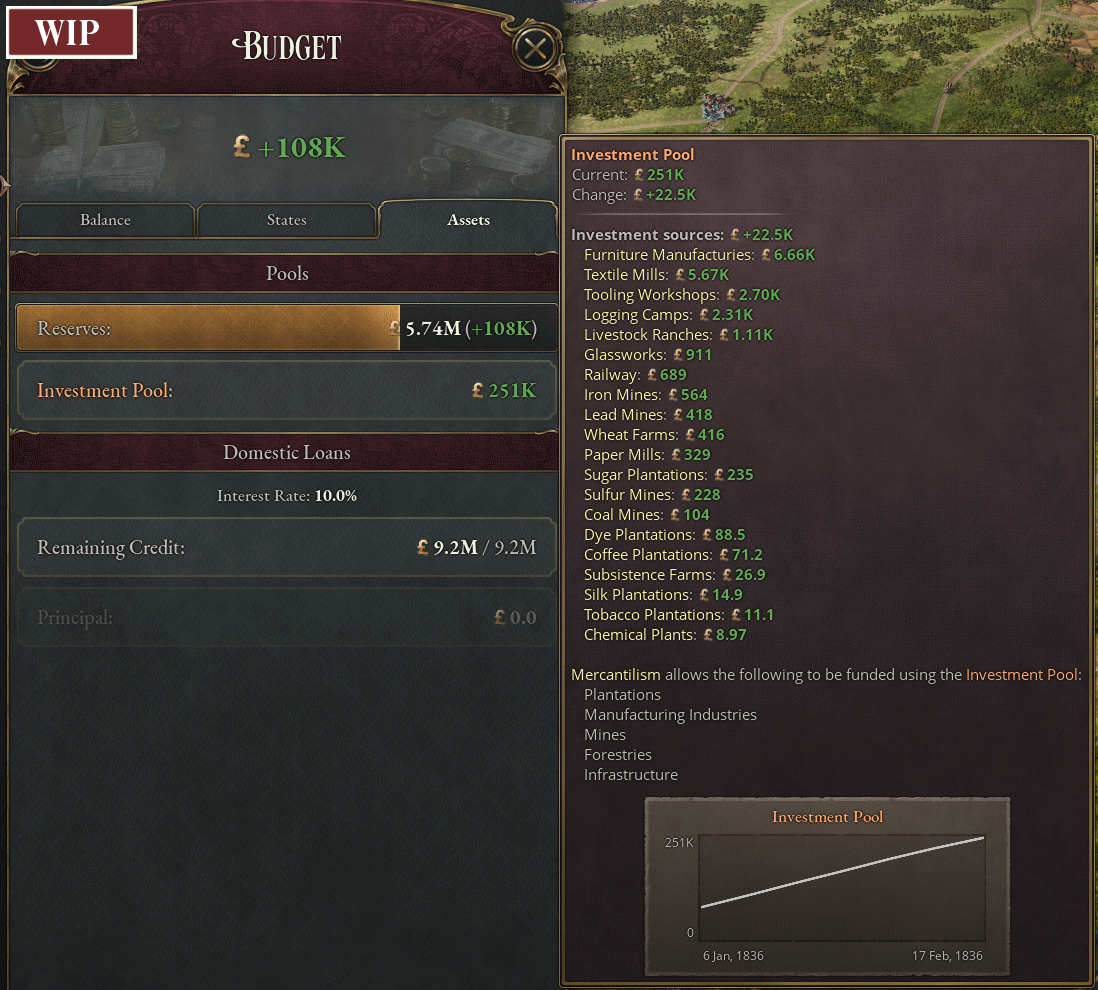 WIP
Budget
£ +108K
Balance States Assets
Pools
Reserves: £ 5.74M (+108K)
Investment Pool: £ 251K
Domestic Loans
Interest Rate: 10.0%
Remaining Credit: £ 9.2M / 9.2M
Principal: £ 0.0
Investment Pool
Current: £ 251K
Change: £ +22.5K
Investment sources: £ +22.5K
Furniture Manufacturies: £ 6.66K
Textile Mills: £ 5.67K
Tooling Workshops: £ 2.70K
Logging Camps: £ 2.31K
Livestock Ranches: £ 1.11K
Glassworks: £ 911
Railway: £ 689
Iron Mines: £ 564
Lead Mines: £ 418
Wheat Farms: £ 416
Paper Mills: £ 329
Sugar Plantations: £ 235
Sulfur Mines: £ 228
Coal Mines: £ 104
Dye Plantations: £ 88.5
Coffee Plantations: £ 71.2
Subsistence Farms: £ 26.9
Silk Plantations: £ 14.9
Tobacco Plantations: £ 11.1
Chemical Plants: £ 8.97
Mercantilism allows the following to be funded using the Investment Pool:
Plantations
Manufacturing Industries
Mines
Forestries
Infrastructure
Investment Pool
251K
0
6 Jan, 1836 17 Feb, 1836